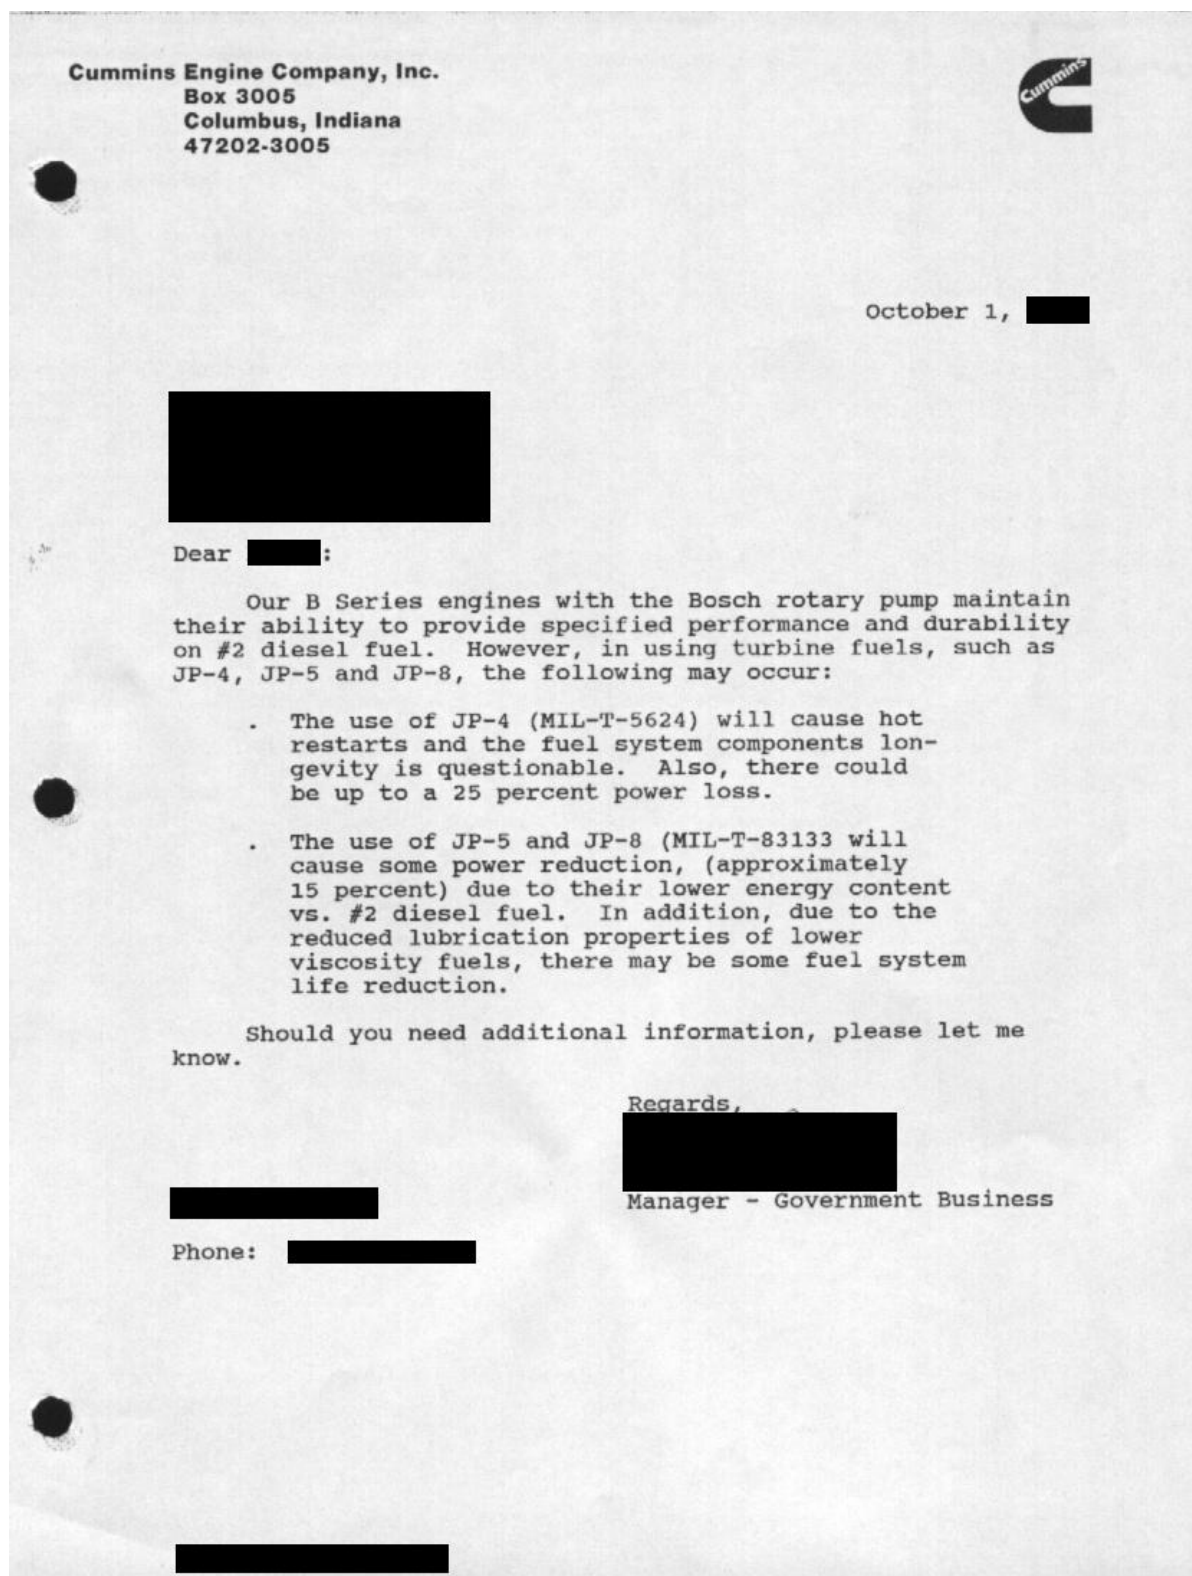 Cummins Engine Company, Inc.
Box 3005
Columbus, Indiana
47202-3005
Cummins
October 1,
Dear :
Our B Series engines with the Bosch rotary pump maintain
their ability to provide specified performance and durability
on #2 diesel fuel. However, in using turbine fuels, such as
JP-4, JP-5 and JP-8, the following may occur:
. The use of JP-4 (MIL-T-5624) will cause hot
restarts and the fuel system components lon-
gevity is questionable. Also, there could
be up to a 25 percent power loss.
. The use of JP-5 and JP-8 (MIL-T-83133 will
cause some power reduction, (approximately
15 percent) due to their lower energy content
vs. #2 diesel fuel. In addition, due to the
reduced lubrication properties of lower
viscosity fuels, there may be some fuel system
life reduction.
Should you need additional information, please let me
know.
Regards,
Manager - Government Business
Phone: